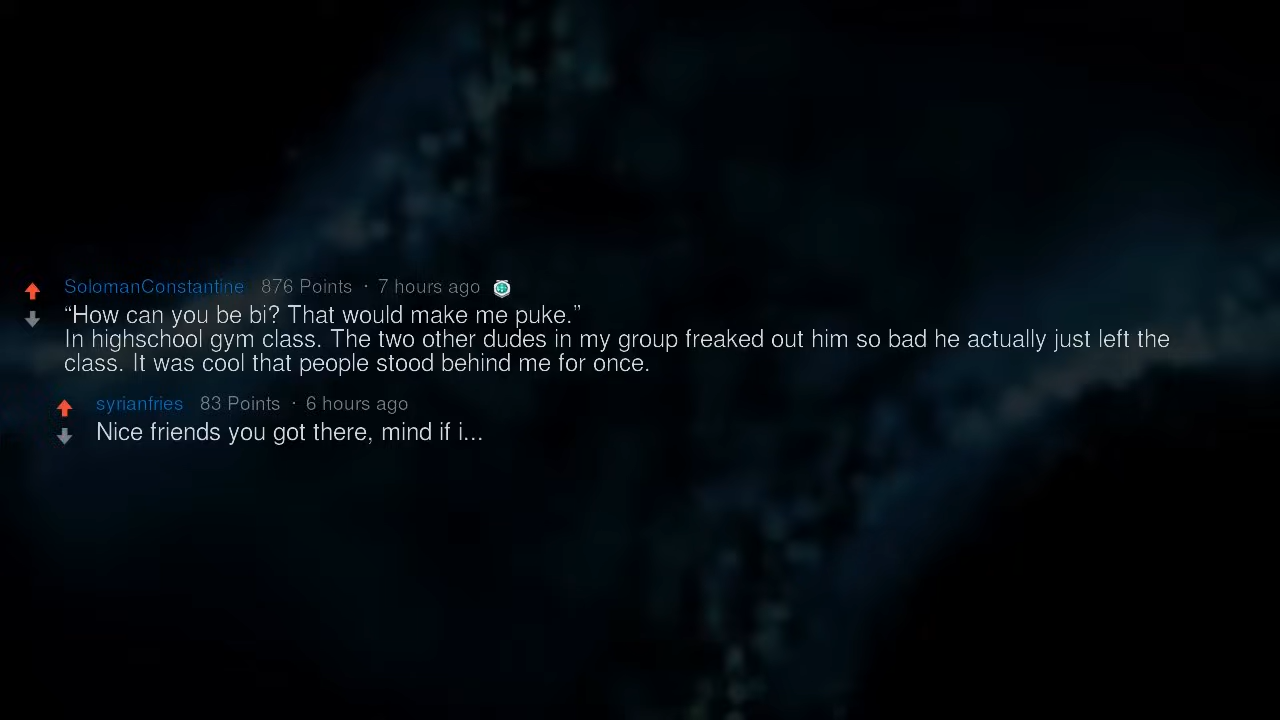 SolomanConstantine 876 Points · 7 hours ago
“How can you be bi? That would make me puke.”
In highschool gym class. The two other dudes in my group freaked out him so bad he actually just left the
class. It was cool that people stood behind me for once.
syrianfries 83 Points · 6 hours ago
Nice friends you got there, mind if i...